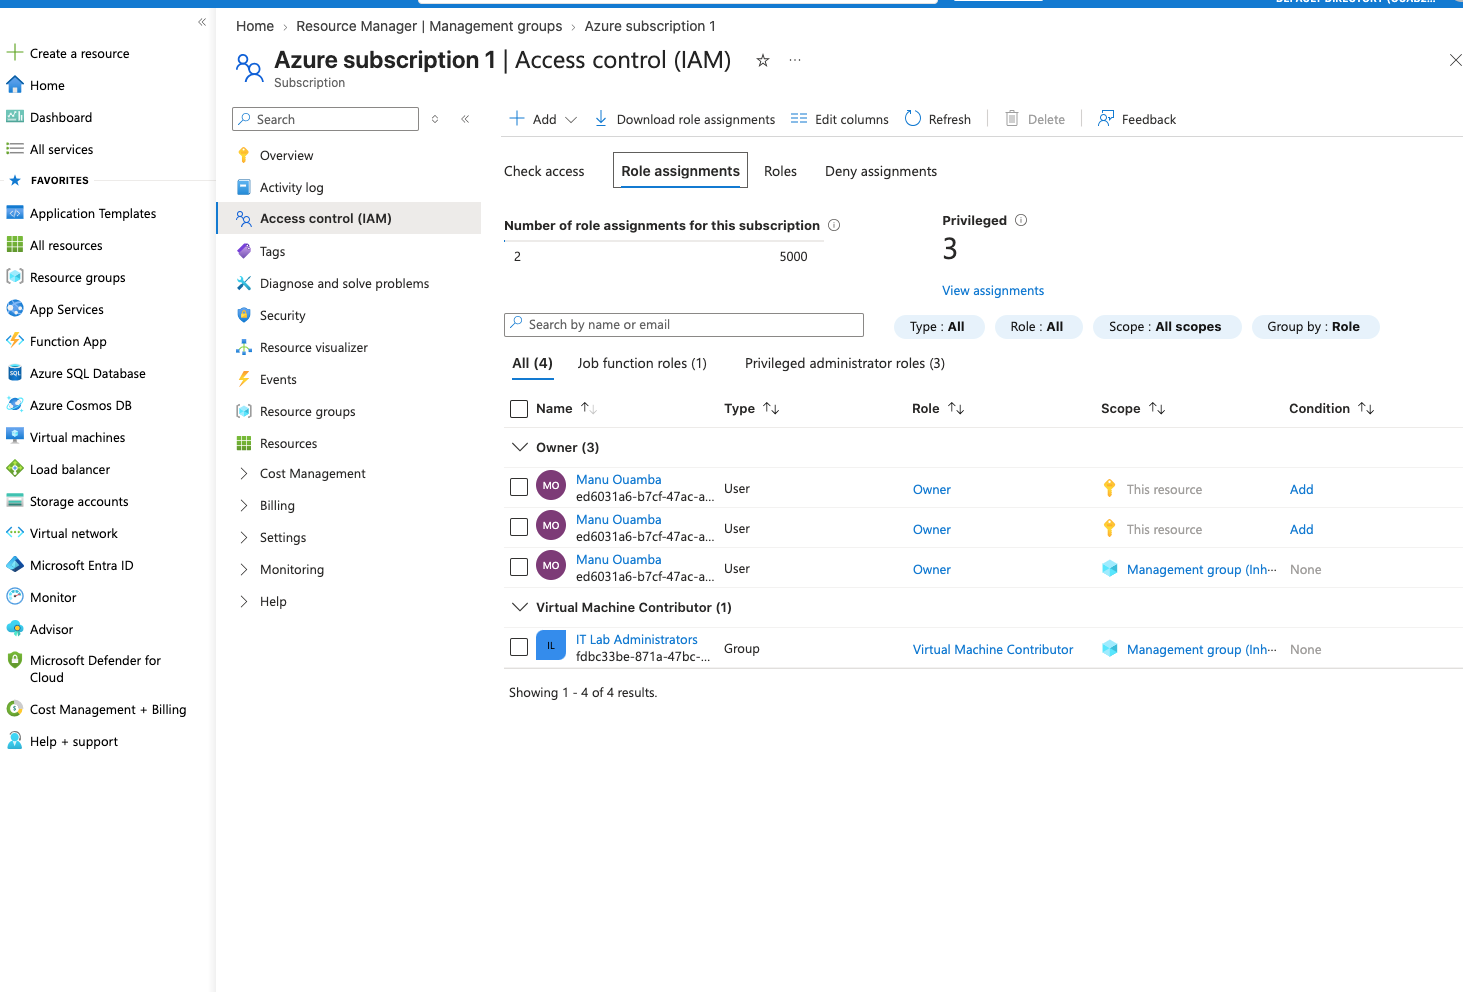 Home › Resource Manager | Management groups › Azure subscription 1
Azure subscription 1 | Access control (IAM)
Subscription
Create a resource
Home
Dashboard
All services
FAVORITES
Application Templates
All resources
Resource groups
App Services
Function App
Azure SQL Database
Azure Cosmos DB
Virtual machines
Load balancer
Storage accounts
Virtual network
Microsoft Entra ID
Monitor
Advisor
Microsoft Defender for
Cloud
Cost Management + Billing
Help + support
Search
Overview
Activity log
Access control (IAM)
Tags
Diagnose and solve problems
Security
Resource visualizer
Events
Resource groups
Resources
Cost Management
Billing
Settings
Monitoring
Help
Add Download role assignments Edit columns Refresh Delete Feedback
Check access Role assignments Roles Deny assignments
Number of role assignments for this subscription
2 5000
Privileged
3
View assignments
Search by name or email
Type : All Role : All Scope : All scopes Group by : Role
All (4) Job function roles (1) Privileged administrator roles (3)
Name Type Role Scope Condition
Owner (3)
MO Manu Ouamba
ed6031a6-b7cf-47ac-a... User Owner This resource Add
MO Manu Ouamba
ed6031a6-b7cf-47ac-a... User Owner This resource Add
MO Manu Ouamba
ed6031a6-b7cf-47ac-a... User Owner Management group (Inh··· None
Virtual Machine Contributor (1)
IL IT Lab Administrators
fdbc33be-871a-47bc-... Group Virtual Machine Contributor Management group (Inh··· None
Showing 1 - 4 of 4 results.